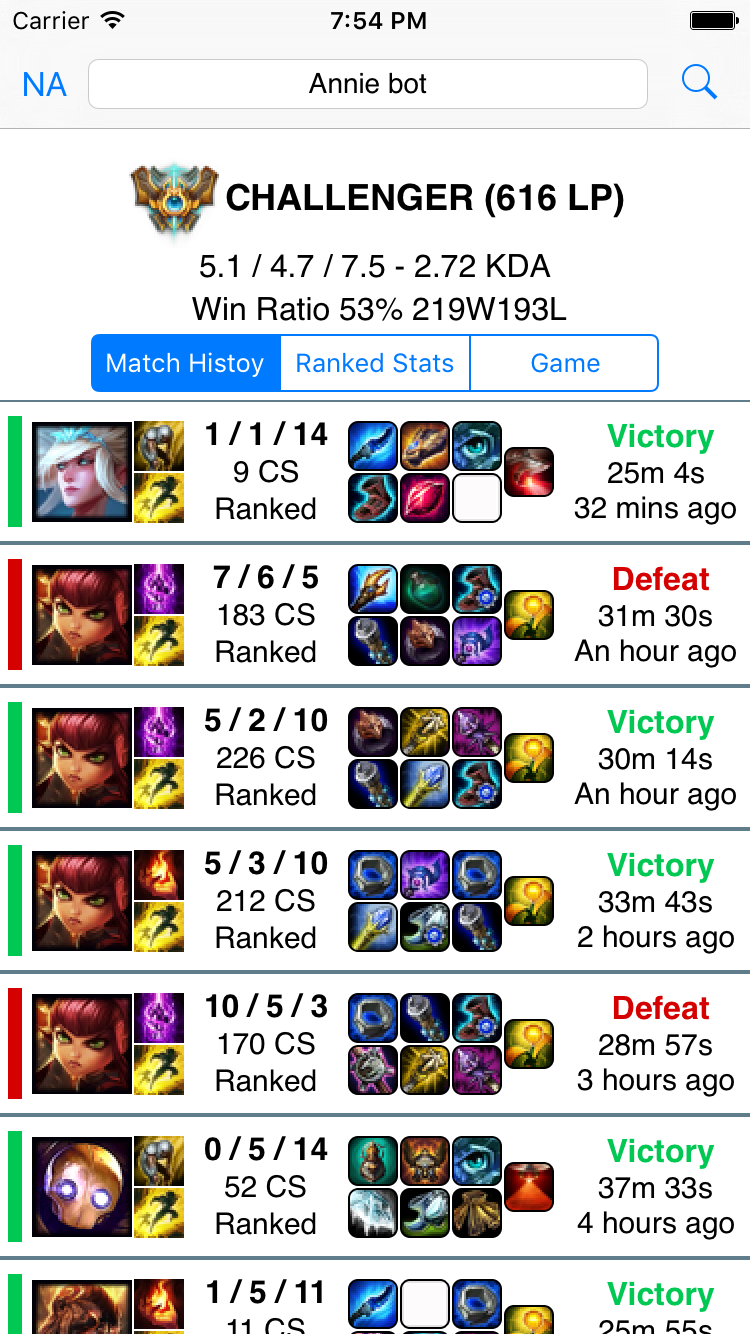 Carrier 7:54 PM
NA Annie bot
CHALLENGER (616 LP)
5.1 / 4.7 / 7.5 - 2.72 KDA
Win Ratio 53% 219W193L
Match Histoy Ranked Stats Game
1 / 1 / 14 Victory
9 CS 25m 4s
Ranked 32 mins ago
7 / 6 / 5 Defeat
183 CS 31m 30s
Ranked An hour ago
5 / 2 / 10 Victory
226 CS 30m 14s
Ranked An hour ago
5 / 3 / 10 Victory
212 CS 33m 43s
Ranked 2 hours ago
10 / 5 / 3 Defeat
170 CS 28m 57s
Ranked 3 hours ago
0 / 5 / 14 Victory
52 CS 37m 33s
Ranked 4 hours ago
1 / 5 / 11 Victory
11 CS 25m 55s